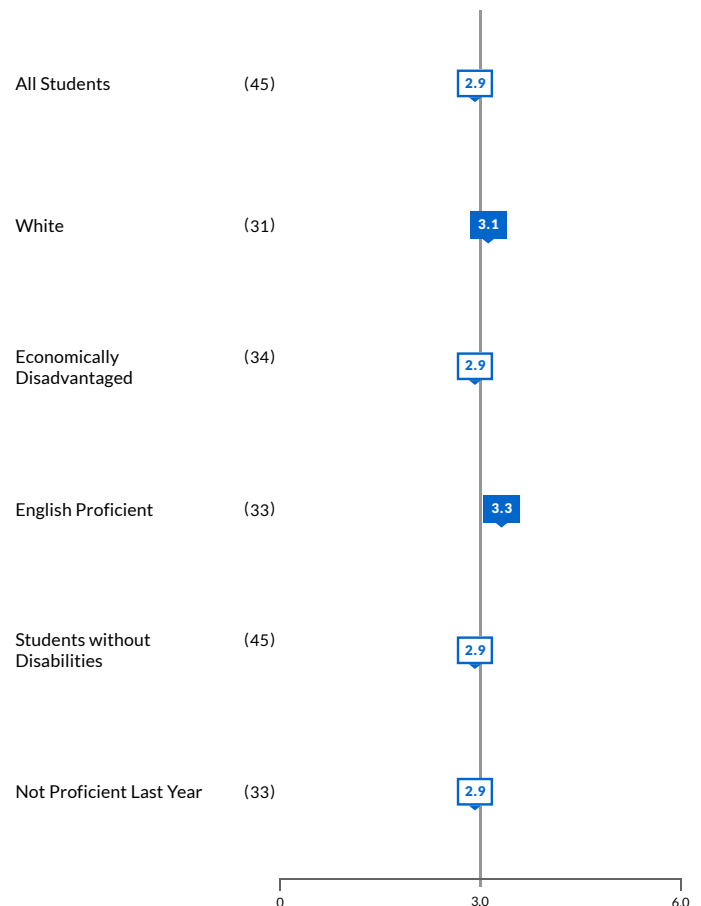 All Students (45) 2.9
White (31) 3.1
Economically (34) 2.9
Disadvantaged
English Proficient (33) 3.3
Students without (45) 2.9
Disabilities
Not Proficient Last Year (33) 2.9
0 3.0 6.0